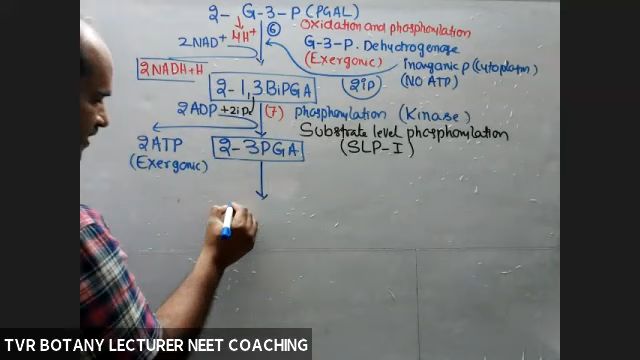 2- G-3-P (PGAL)
4H+ ⑥ Oxidation and phosphorylation
2NAD+ G-3-P. Dehydrogenase
(Exergonic) Inorganic P (cytoplasm)
2NADH+H 2iP (NO ATP)
2-1,3BiPGA
2ADP +2iP (7) phosphorylation (Kinase)
Substrate level phosphorylation
2ATP 2-3PGA (SLP-I)
(Exergonic)
TVR BOTANY LECTURER NEET COACHING